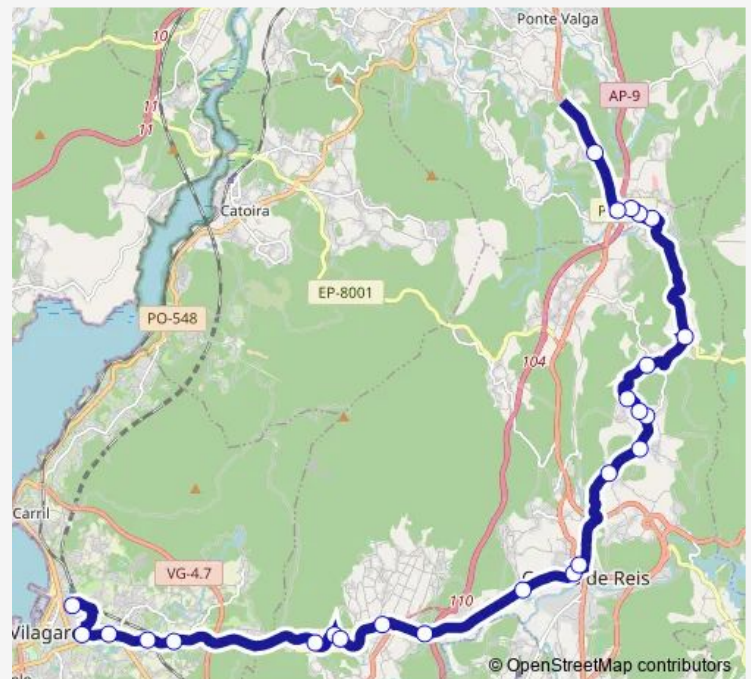 Ponte Valga
10
AP-9
11
11
Catoira
EP-8001
PO-548
104
Carril
VG-4.7
de Reis
110
Vilagar
© OpenStreetMap contributors